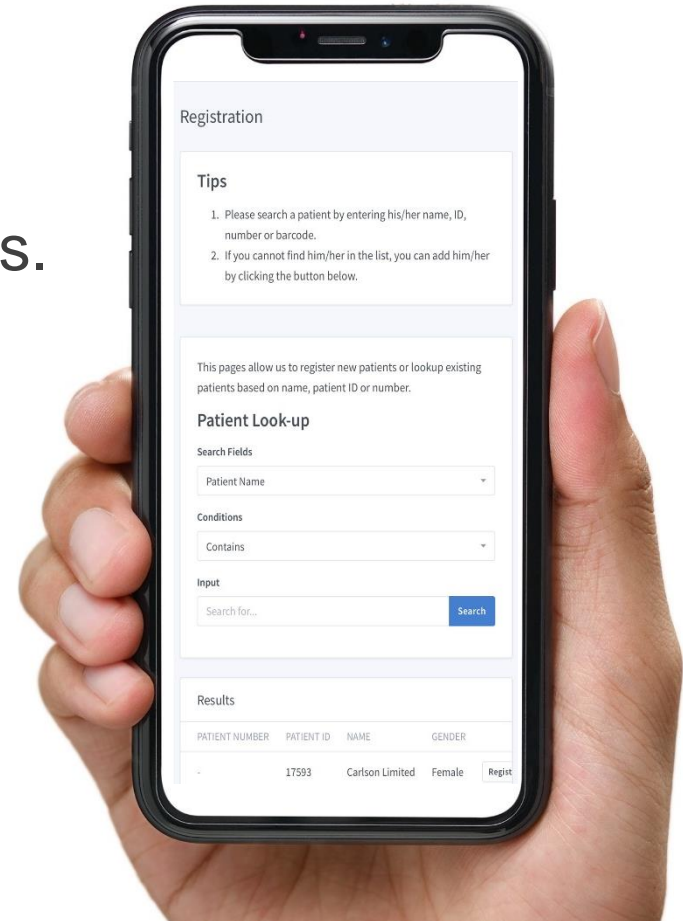 s.
Registration
Tips
1. Please search a patient by entering his/her name, ID,
number or barcode.
2. If you cannot find him/her in the list, you can add him/her
by clicking the button below.
This pages allow us to register new patients or lookup existing
patients based on name, patient ID or number.
Patient Look-up
Search Fields
Patient Name
Conditions
Contains
Input
Search for... Search
Results
PATIENT NUMBER PATIENT ID NAME GENDER
- 17593 Carlson Limited Female Regist